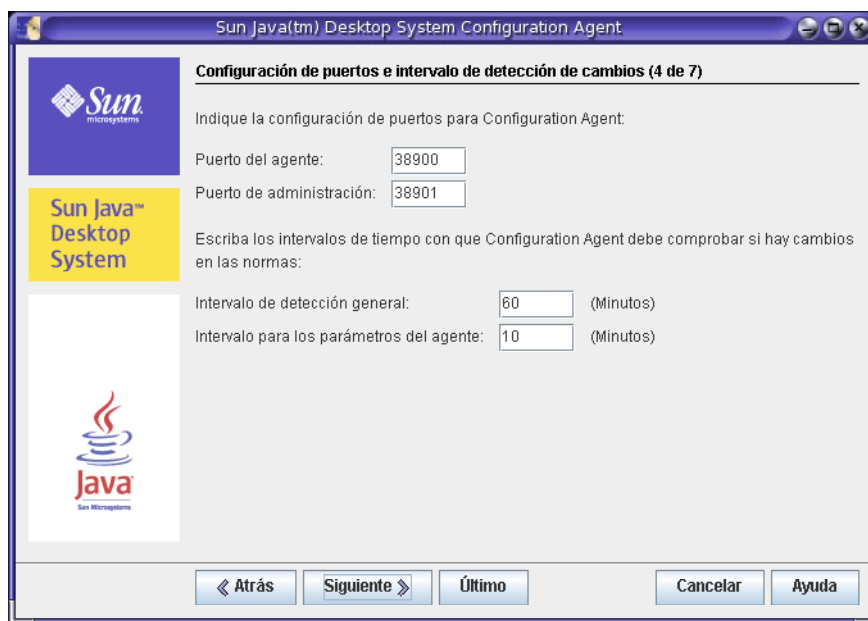 Sun Java(tm) Desktop System Configuration Agent
Sun
microsystems
Sun Java™
Desktop
System
Java
Sun Microsystems
Configuración de puertos e intervalo de detección de cambios (4 de 7)
Indique la configuración de puertos para Configuration Agent:
Puerto del agente: 38900
Puerto de administración: 38901
Escriba los intervalos de tiempo con que Configuration Agent debe comprobar si hay cambios
en las normas:
Intervalo de detección general: 60 (Minutos)
Intervalo para los parámetros del agente: 10 (Minutos)
Atrás Siguiente Último Cancelar Ayuda